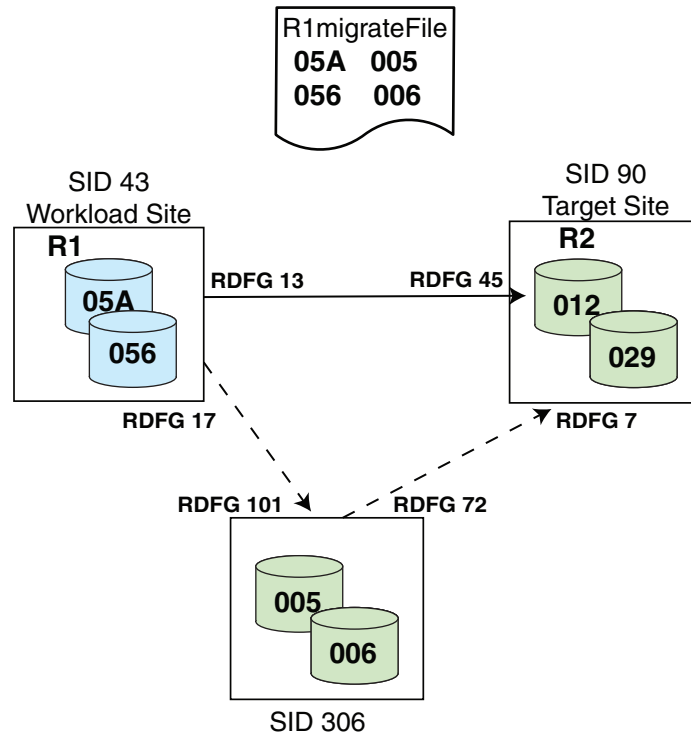 R1migrateFile
05A 005
056 006
SID 43
Workload Site
SID 90
Target Site
R1
R2
RDFG 13
RDFG 45
05A
056
012
029
RDFG 17
RDFG 7
RDFG 101
RDFG 72
005
006
SID 306